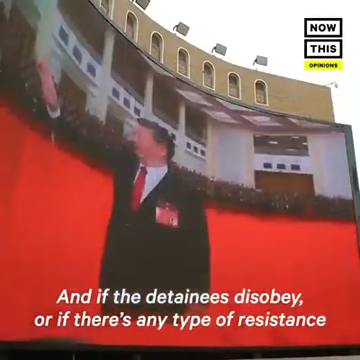 NOW
THIS
OPINIONS
And if the detainees disobey,
or if there's any type of resistance